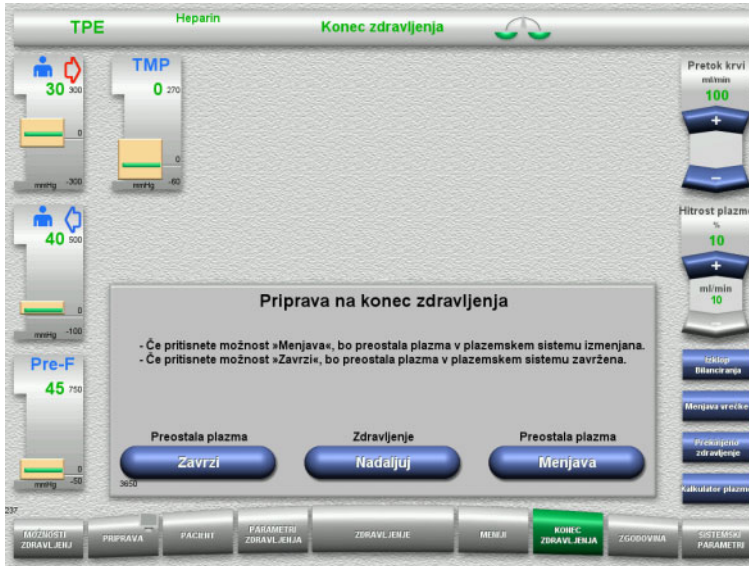 TPE
Heparin
Konec zdravljenja
30 300
0
mmHg -300
TMP
0 270
0
mmHg -60
40 500
0
mmHg -100
Pre-F
45 750
0
mmHg -50
Pretok krvi
ml/min
100
+
–
Hitrost plazme
%
10
+
ml/min
10
–
Priprava na konec zdravljenja
- Če pritisnete možnost »Menjava«, bo preostala plazma v plazemskem sistemu izmenjana.
- Če pritisnete možnost »Zavrzi«, bo preostala plazma v plazemskem sistemu zavržena.
Preostala plazma
Zavrzi
Zdravljenje
Nadaljuj
Preostala plazma
Menjava
3650
Izklop
Bilanciranja
Menjava vrečke
Prekinjeno
zdravljenje
Kalkulator plazme
237
MOŽNOSTI
ZDRAVLJENJ
PRIPRAVA
PACIENT
PARAMETRI
ZDRAVLJENJA
ZDRAVLJENJE
MENIJI
KONEC
ZDRAVLJENJA
ZGODOVINA
SISTEMSKI
PARAMETRI